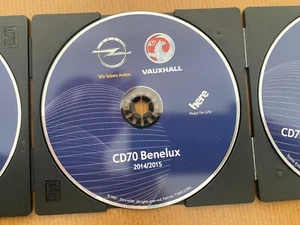 Wir leben Autos.
VAUXHALL
here
Maps for Life
CD70 Benelux
2014/2015
CD7